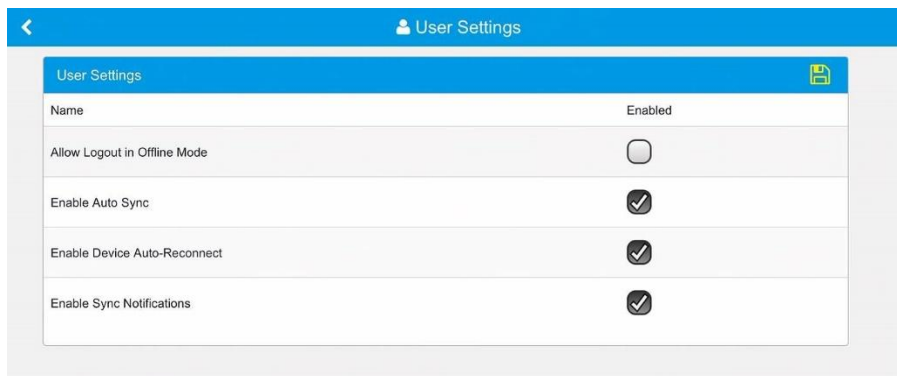 User Settings
User Settings
Name Enabled
Allow Logout in Offline Mode
Enable Auto Sync
Enable Device Auto-Reconnect
Enable Sync Notifications